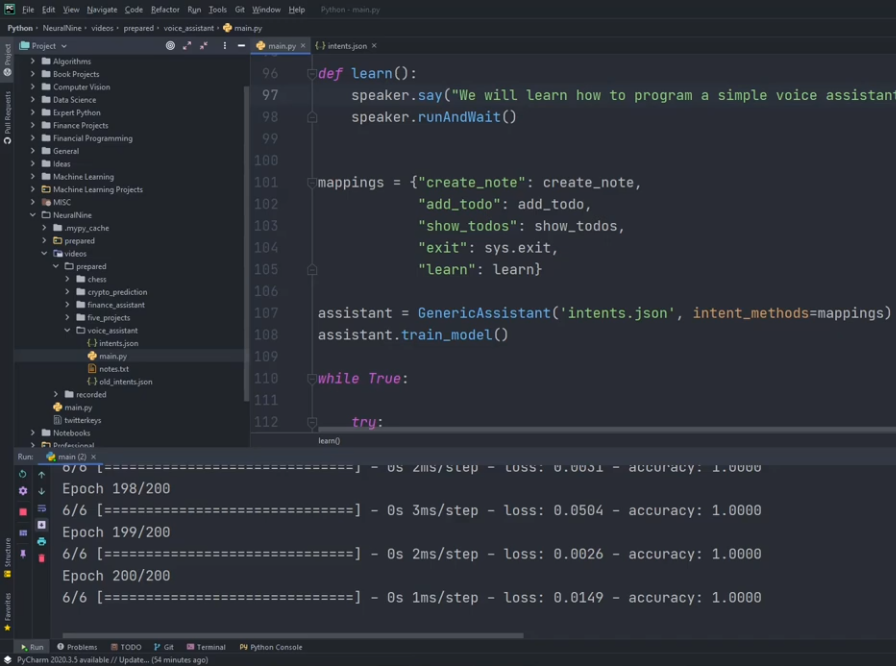 PC File Edit View Navigate Code Refactor Run Tools Git Window Help Python - main.py
Python NeuralNine videos prepared voice_assistant main.py
Project
main.py
intents.json
Project
Pull Requests
Algorithms
Book Projects
Computer Vision
Data Science
Expert Python
Finance Projects
Financial Programming
General
Ideas
Machine Learning
Machine Learning Projects
MISC
NeuralNine
.mypy_cache
prepared
videos
prepared
chess
crypto_prediction
finance_assistant
five_projects
voice_assistant
intents.json
main.py
notes.txt
old_intents.json
recorded
main.py
twitterkeys
Notebooks
Professional
96 def learn():
97 speaker.say("We will learn how to program a simple voice assistant
98 speaker.runAndWait()
99
100
101 mappings = {"create_note": create_note,
102 "add_todo": add_todo,
103 "show_todos": show_todos,
104 "exit": sys.exit,
105 "learn": learn}
106
107 assistant = GenericAssistant('intents.json', intent_methods=mappings)
108 assistant.train_model()
109
110 while True:
111
112 try:
learn()
Run: main (2)
6/6 [==============================] - 0s 2ms/step - loss: 0.0031 - accuracy: 1.0000
Epoch 198/200
6/6 [==============================] - 0s 3ms/step - loss: 0.0504 - accuracy: 1.0000
Epoch 199/200
6/6 [==============================] - 0s 2ms/step - loss: 0.0026 - accuracy: 1.0000
Epoch 200/200
6/6 [==============================] - 0s 1ms/step - loss: 0.0149 - accuracy: 1.0000
Structure
Favorites
Run Problems TODO Git Terminal Python Console
PyCharm 2020.3.5 available // Update... (54 minutes ago)